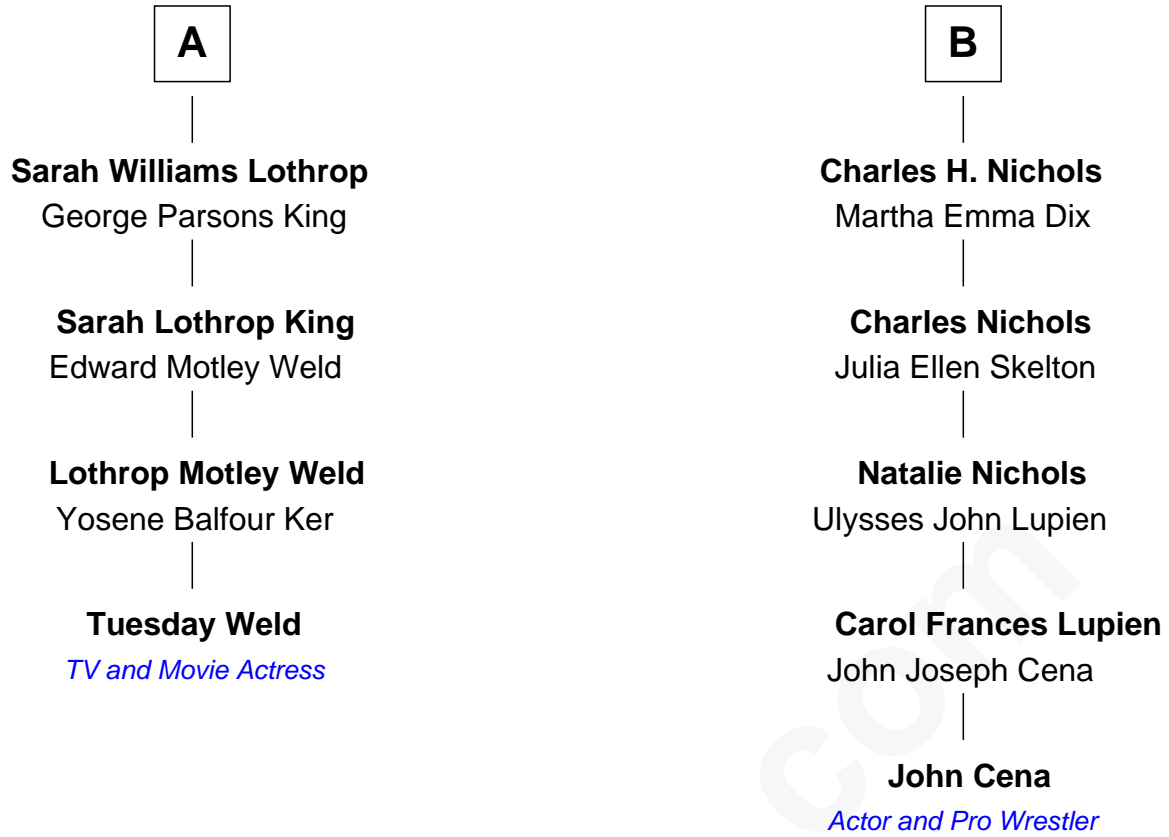 A
Sarah Williams Lothrop
George Parsons King
Sarah Lothrop King
Edward Motley Weld
Lothrop Motley Weld
Yosene Balfour Ker
Tuesday Weld
TV and Movie Actress
B
Charles H. Nichols
Martha Emma Dix
Charles Nichols
Julia Ellen Skelton
Natalie Nichols
Ulysses John Lupien
Carol Frances Lupien
John Joseph Cena
John Cena
Actor and Pro Wrestler
com